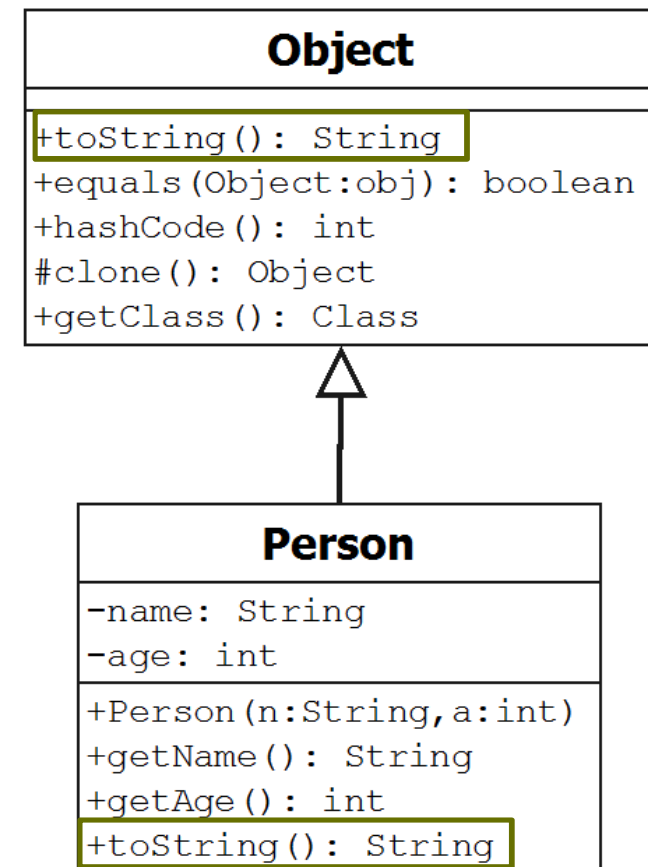 Object
+toString(): String
+equals(Object:obj): boolean
+hashCode(): int
#clone(): Object
+getClass(): Class
Person
-name: String
-age: int
+Person(n:String,a:int)
+getName(): String
+getAge(): int
+toString(): String